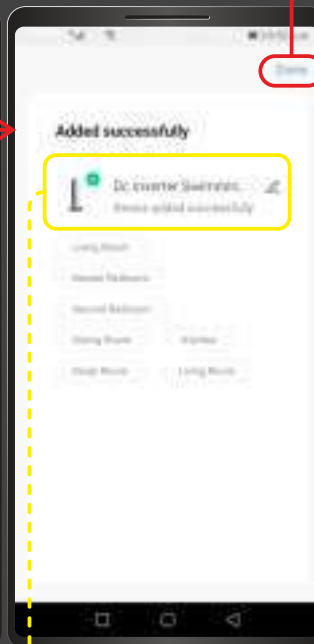 Done
Added successfully
Dc Inverter Swimmin...
Device added successfully
Living Room
Master Bedroom
Second Bedroom
Dining Room Kitchen
Study Room Living Room